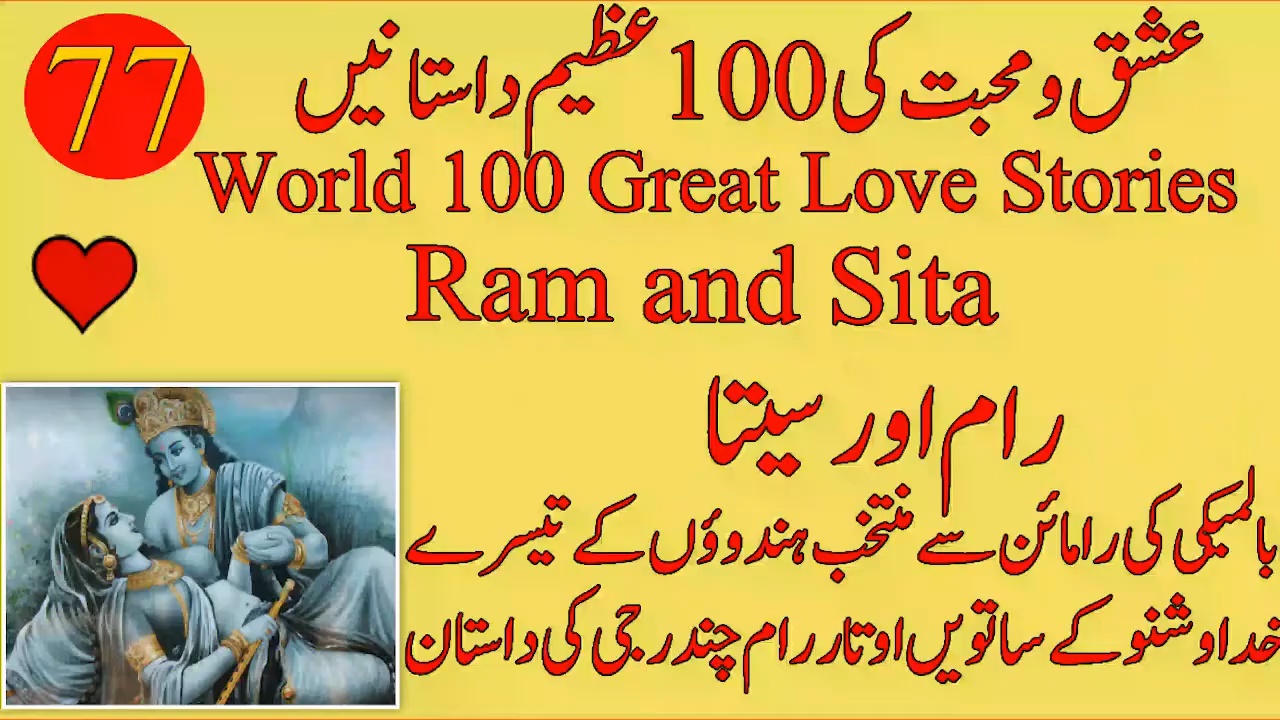 77
عشق و محبت کی 100 عظیم داستانیں
World 100 Great Love Stories
Ram and Sita
رام اور سیتا
بالمیکی کی رامائن سے منتخب ہندوؤں کے تیسرے
خدا وشنو کے ساتویں اوتار رام چندر جی کی داستان